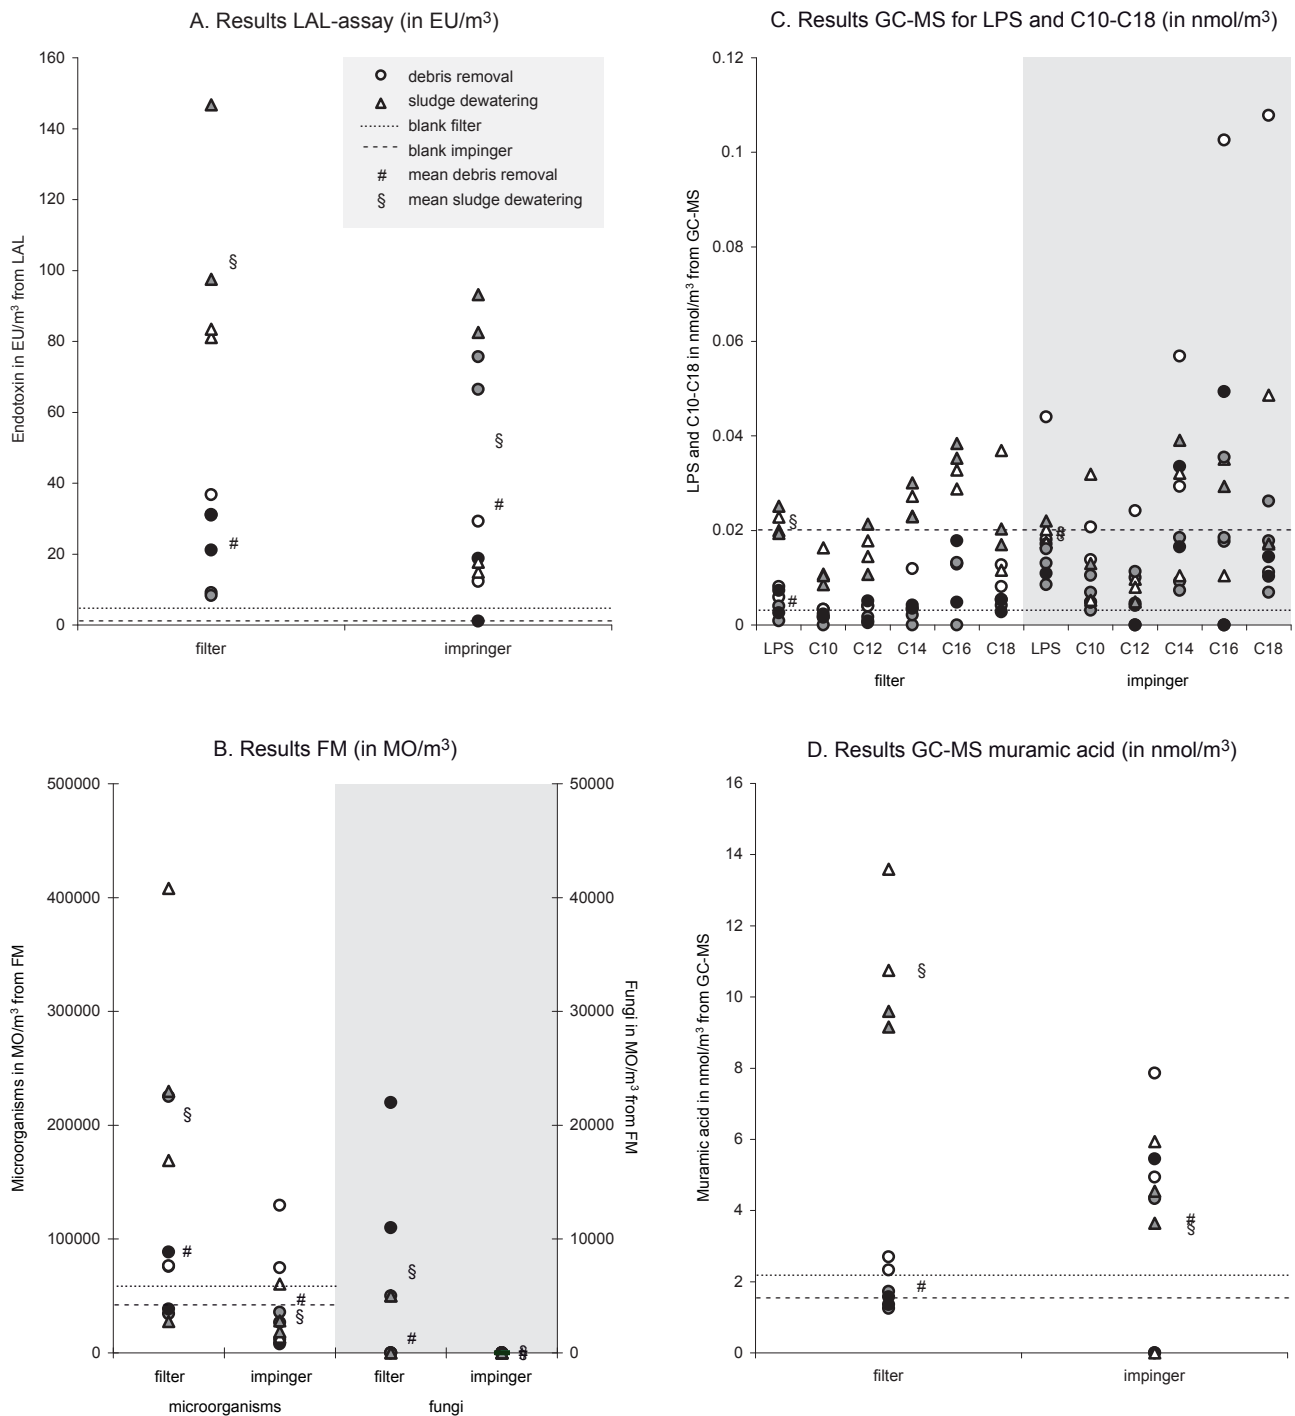 A. Results LAL-assay (in EU/m³)
160
140
120
100
80
60
40
20
0
Endotoxin in EU/m³ from LAL
debris removal
sludge dewatering
blank filter
blank impinger
# mean debris removal
§ mean sludge dewatering
§
#
§
#
filter
impringer
C. Results GC-MS for LPS and C10-C18 (in nmol/m³)
0.12
0.1
0.08
0.06
0.04
0.02
0
LPS and C10-C18 in nmol/m³ from GC-MS
§
#
#
§
LPS C10 C12 C14 C16 C18 LPS C10 C12 C14 C16 C18
filter
impinger
B. Results FM (in MO/m³)
500000
400000
300000
200000
100000
0
Microorganisms in MO/m³ from FM
50000
40000
30000
20000
10000
0
Fungi in MO/m³ from FM
§
#
#
§
§
#
§
#
filter impinger filter impinger
microorganisms fungi
D. Results GC-MS muramic acid (in nmol/m³)
16
14
12
10
8
6
4
2
0
Muramic acid in nmol/m³ from GC-MS
§
#
#
§
filter
impinger